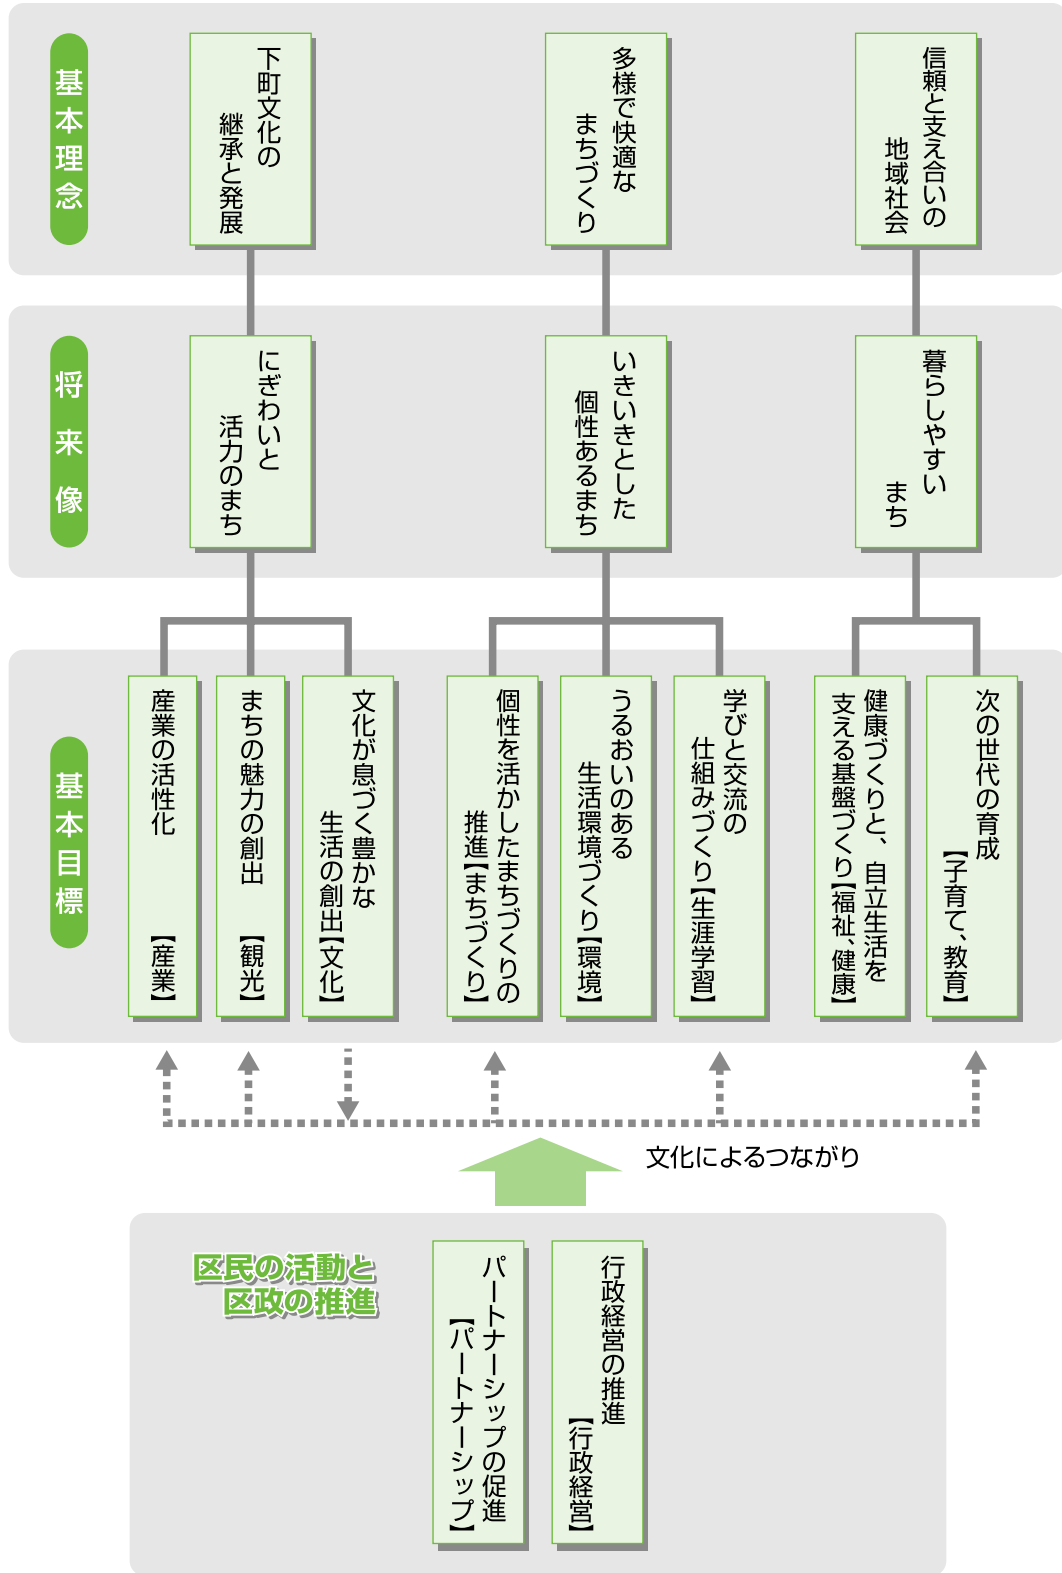 基本理念
信頼と支え合いの
地域社会
多様で快適な
まちづくり
下町文化の
継承と発展
将来像
暮らしやすい
まち
いきいきとした
個性あるまち
にぎわいと
活力のまち
基本目標
次の世代の育成
【子育て、教育】
健康づくりと、自立生活を
支える基盤づくり【福祉、健康】
学びと交流の
仕組みづくり【生涯学習】
うるおいのある
生活環境づくり【環境】
個性を活かしたまちづくりの
推進【まちづくり】
文化が息づく豊かな
生活の創出【文化】
まちの魅力の創出 【観光】
産業の活性化 【産業】
文化によるつながり
区民の活動と
区政の推進
行政経営の推進
【行政経営】
パートナーシップの促進
【パートナーシップ】